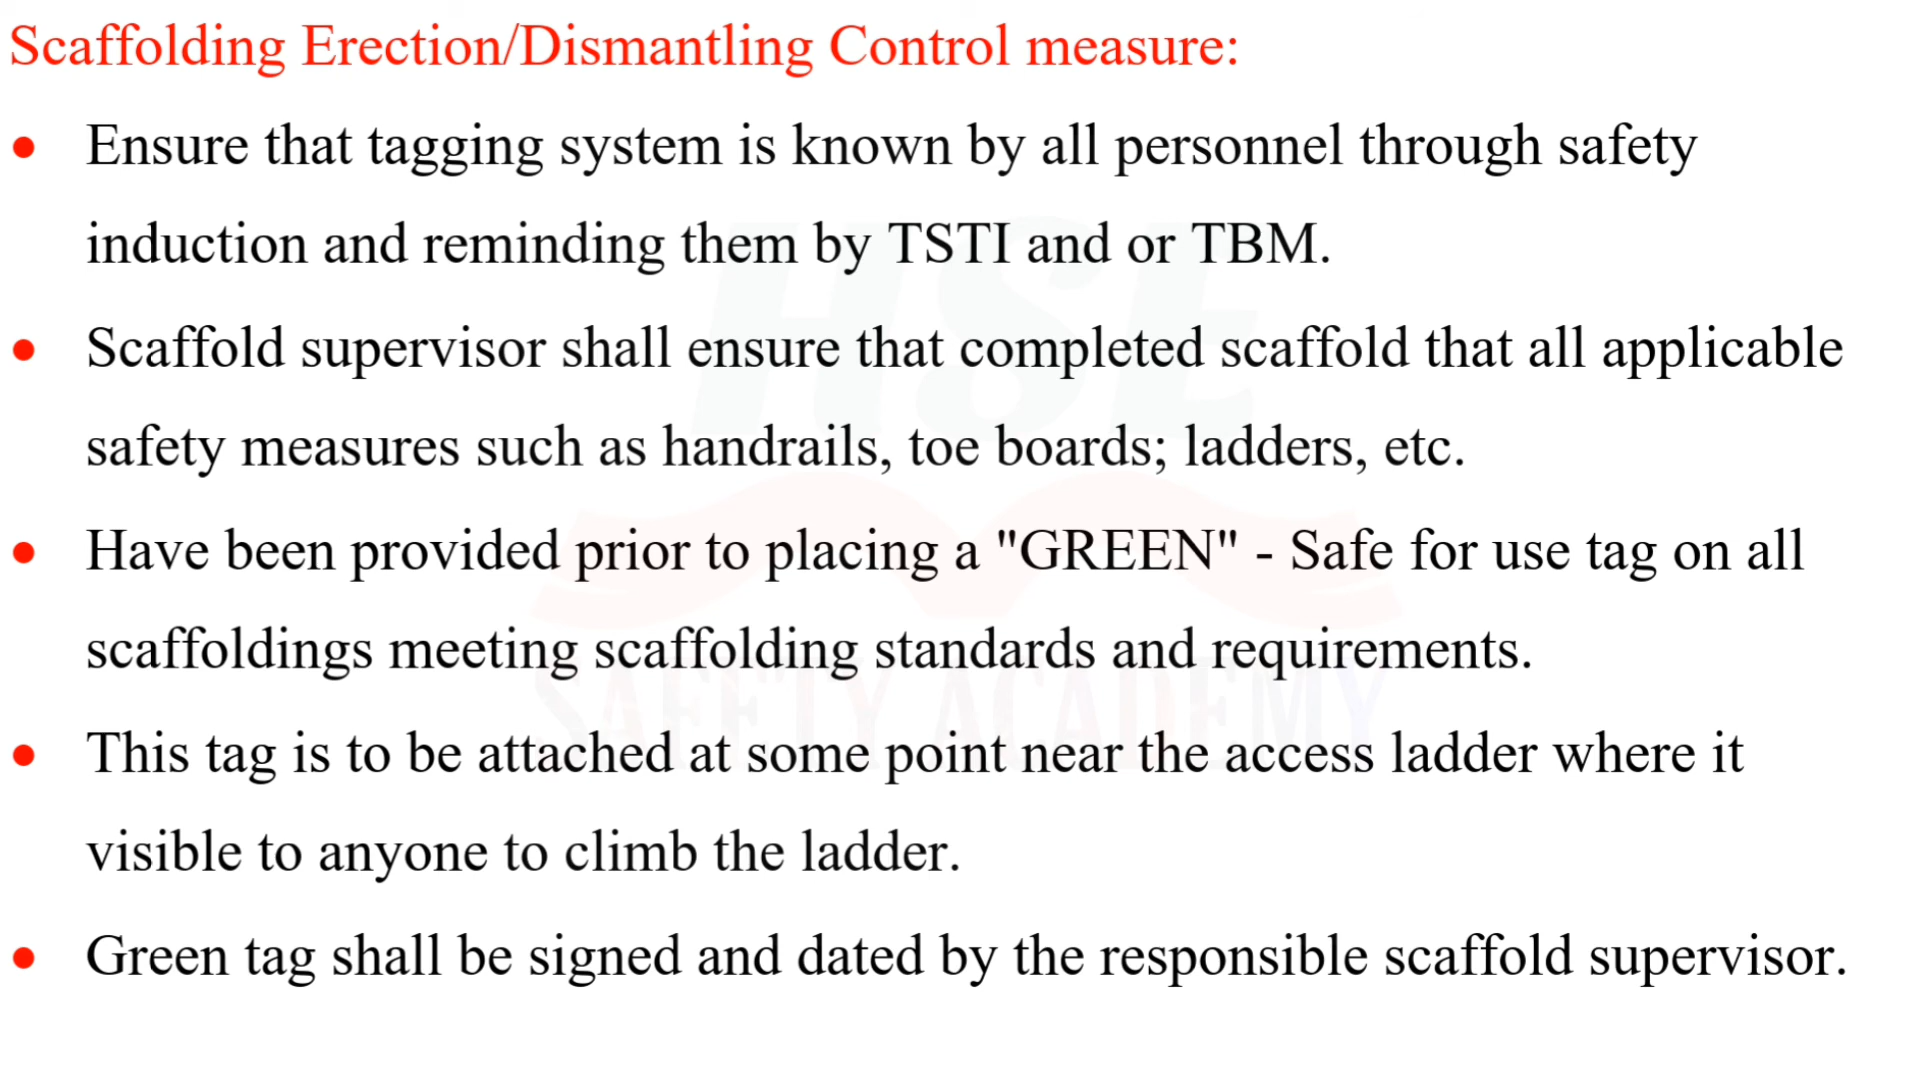 Scaffolding Erection/Dismantling Control measure:
• Ensure that tagging system is known by all personnel through safety
induction and reminding them by TSTI and or TBM.
• Scaffold supervisor shall ensure that completed scaffold that all applicable
safety measures such as handrails, toe boards; ladders, etc.
• Have been provided prior to placing a "GREEN" - Safe for use tag on all
scaffoldings meeting scaffolding standards and requirements.
• This tag is to be attached at some point near the access ladder where it
visible to anyone to climb the ladder.
• Green tag shall be signed and dated by the responsible scaffold supervisor.
HSE
SAFETY ACADEMY